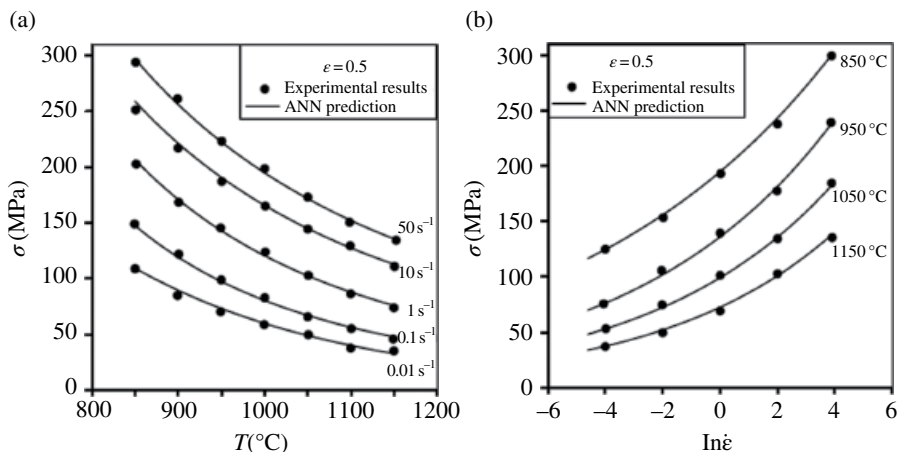 (a)
(b)
300
250
200
150
100
50
0
σ (MPa)
ε = 0.5
Experimental results
ANN prediction
50 s⁻¹
10 s⁻¹
1 s⁻¹
0.1 s⁻¹
0.01 s⁻¹
800 900 1000 1100 1200
T(°C)
300
250
200
150
100
50
0
σ (MPa)
ε = 0.5
Experimental results
ANN prediction
850 °C
950 °C
1050 °C
1150 °C
−6 −4 −2 0 2 4 6
Inε̇